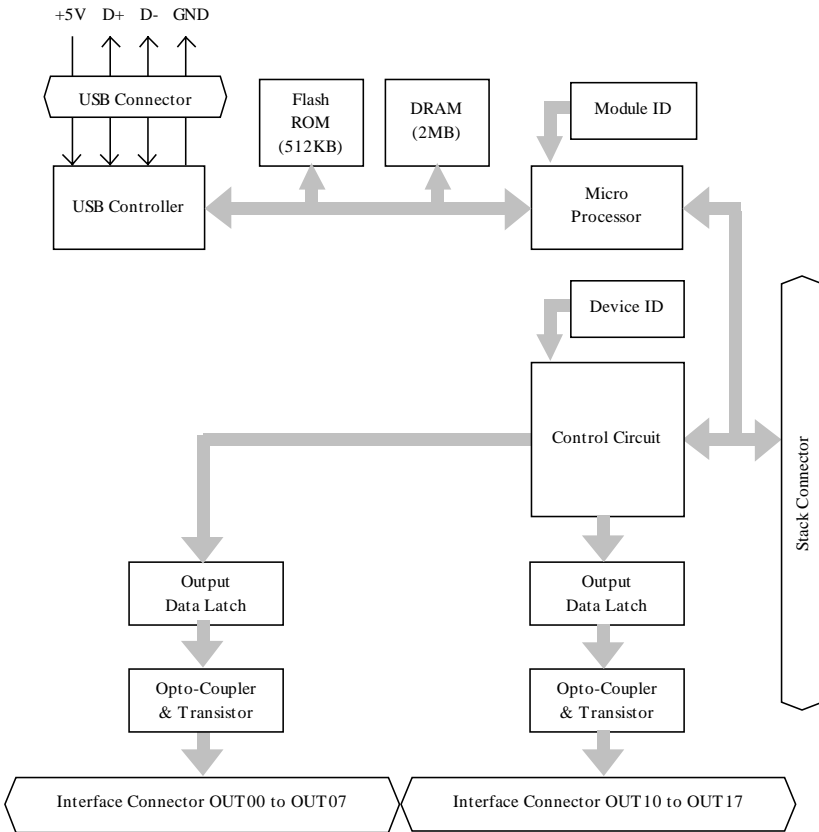 +5V D+ D- GND
USB Connector
Flash
ROM
(512KB)
DRAM
(2MB)
Module ID
USB Controller
Micro
Processor
Device ID
Control Circuit
Stack Connector
Output
Data Latch
Output
Data Latch
Opto-Coupler
& Transistor
Opto-Coupler
& Transistor
Interface Connector OUT00 to OUT07
Interface Connector OUT10 to OUT17